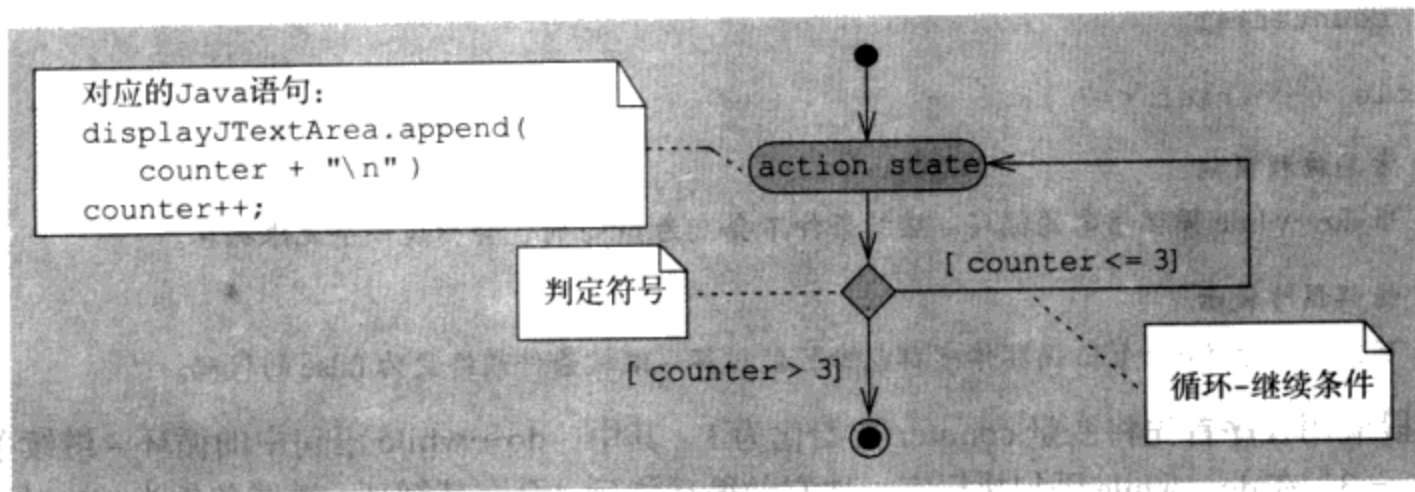 对应的Java语句:
displayJTextArea.append(
counter + "\n" )
counter++;
action state
判定符号
[ counter <= 3]
[ counter > 3]
循环-继续条件